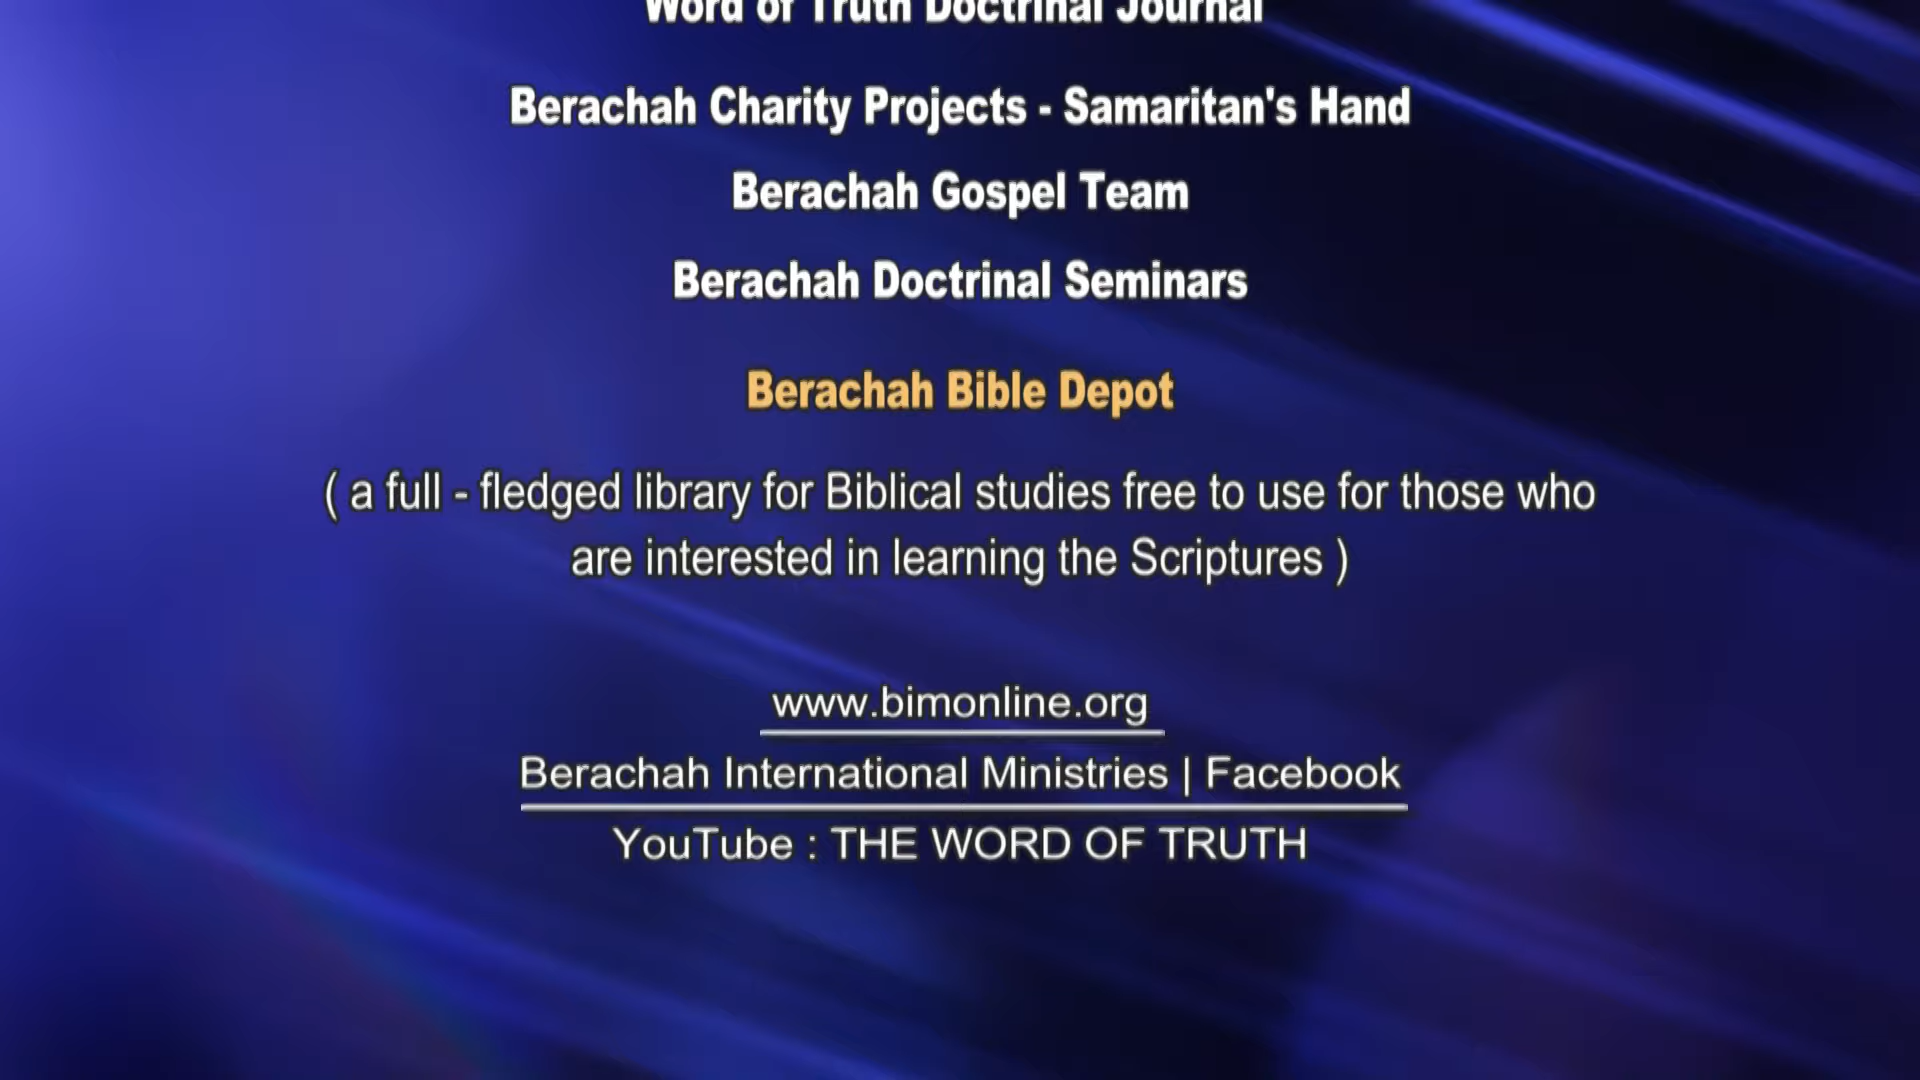 Word of Truth Doctrinal Journal
Berachah Charity Projects - Samaritan's Hand
Berachah Gospel Team
Berachah Doctrinal Seminars
Berachah Bible Depot
( a full - fledged library for Biblical studies free to use for those who
are interested in learning the Scriptures )
www.bimonline.org
Berachah International Ministries | Facebook
YouTube : THE WORD OF TRUTH